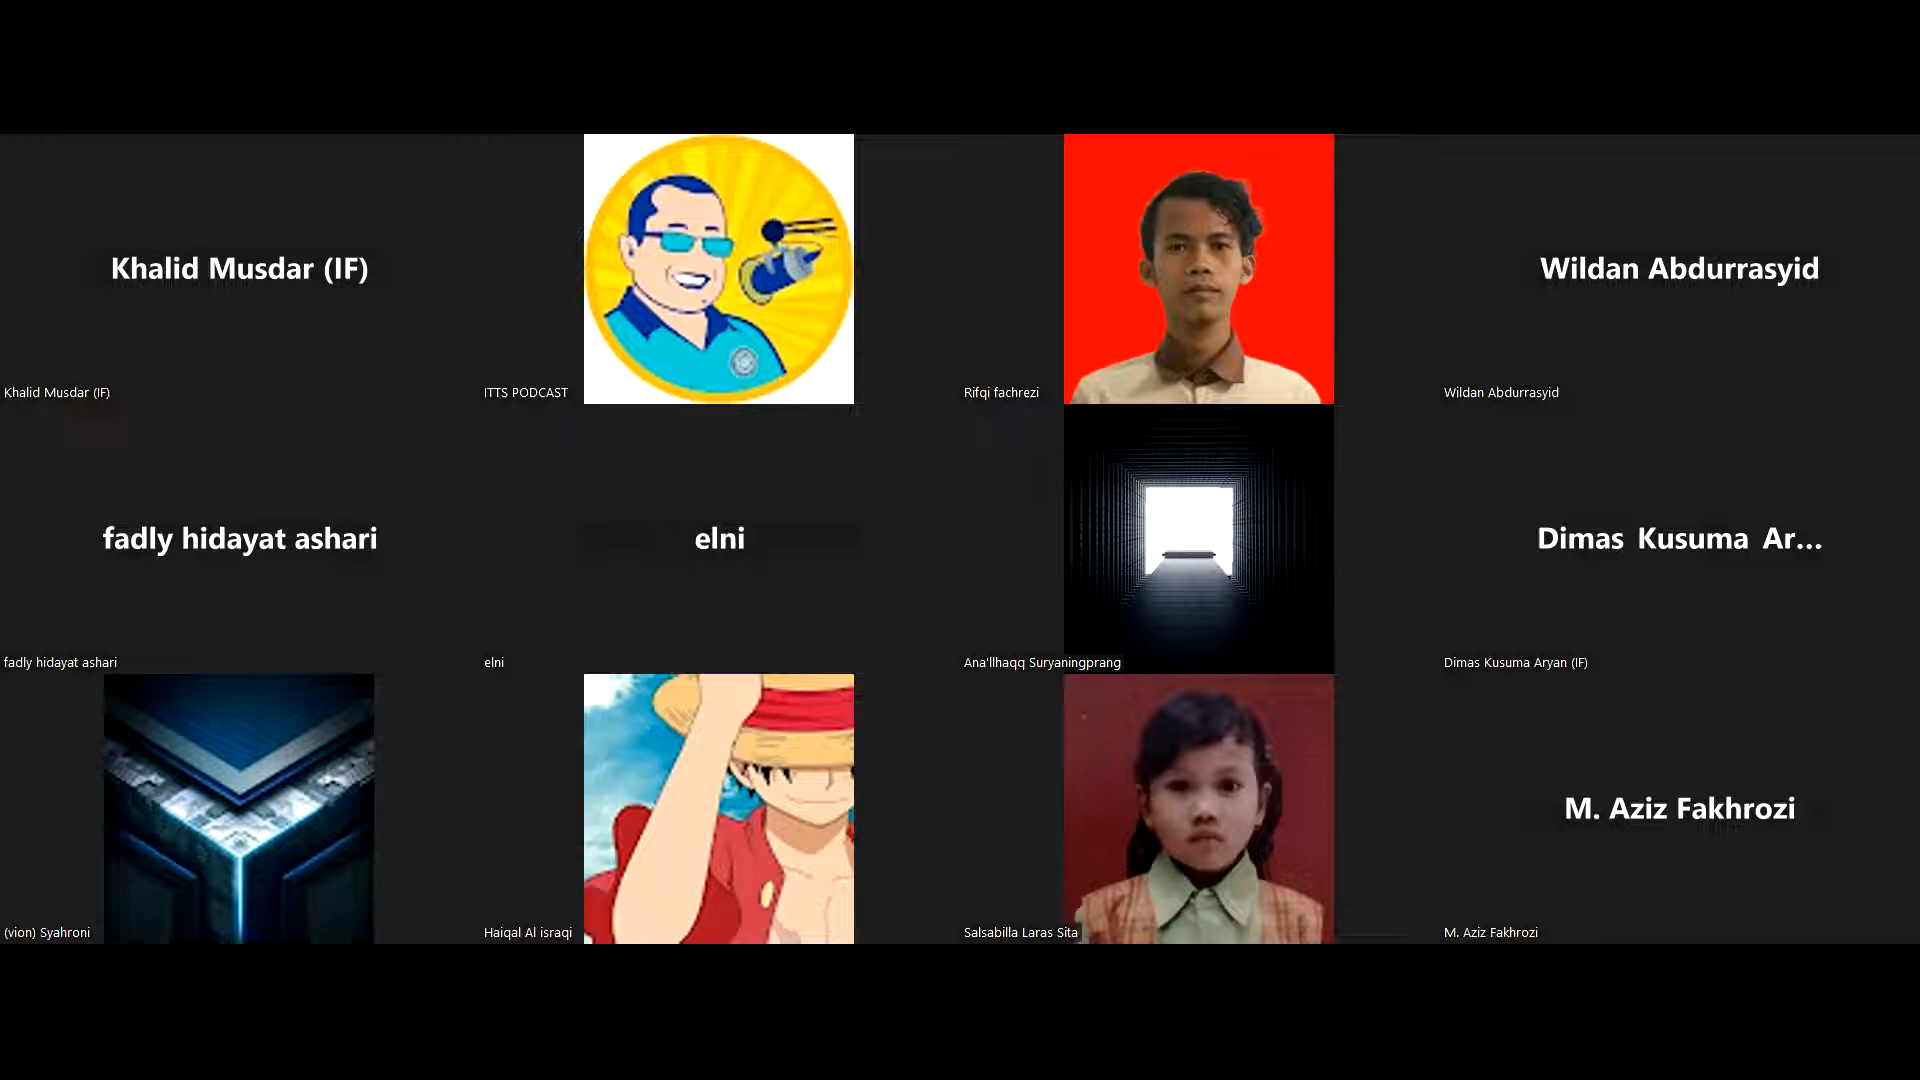 Khalid Musdar (IF)
Khalid Musdar (IF)
ITTS PODCAST
Rifqi fachrezi
Wildan Abdurrasyid
Wildan Abdurrasyid
fadly hidayat ashari
fadly hidayat ashari
elni
elni
Ana'llhaqq Suryaningprang
Dimas Kusuma Ar...
Dimas Kusuma Aryan (IF)
(vion) Syahroni
Haiqal Al israqi
Salsabilla Laras Sita
M. Aziz Fakhrozi
M. Aziz Fakhrozi